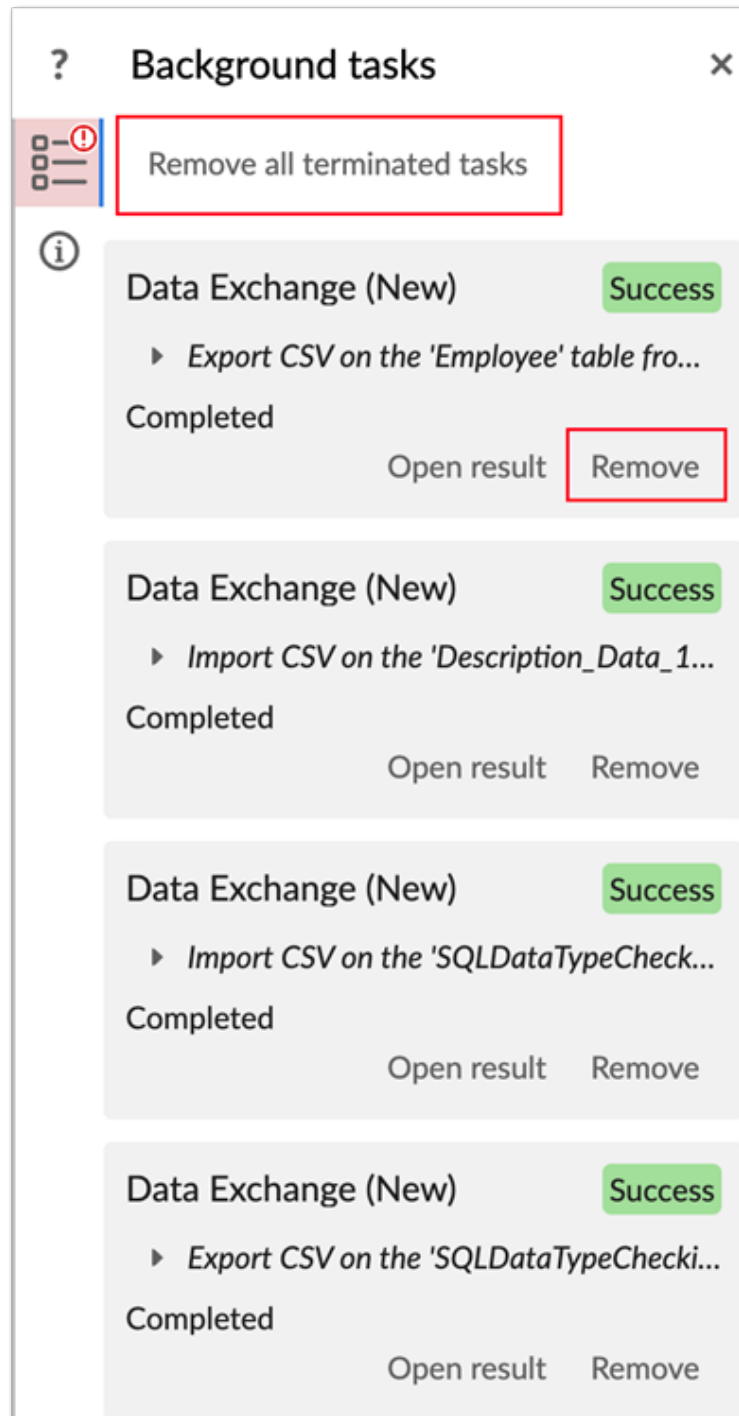 ? Background tasks ×
Remove all terminated tasks
Data Exchange (New) Success
Export CSV on the 'Employee' table fro...
Completed
Open result Remove
Data Exchange (New) Success
Import CSV on the 'Description_Data_1...
Completed
Open result Remove
Data Exchange (New) Success
Import CSV on the 'SQLDataTypeCheck...
Completed
Open result Remove
Data Exchange (New) Success
Export CSV on the 'SQLDataTypeChecki...
Completed
Open result Remove